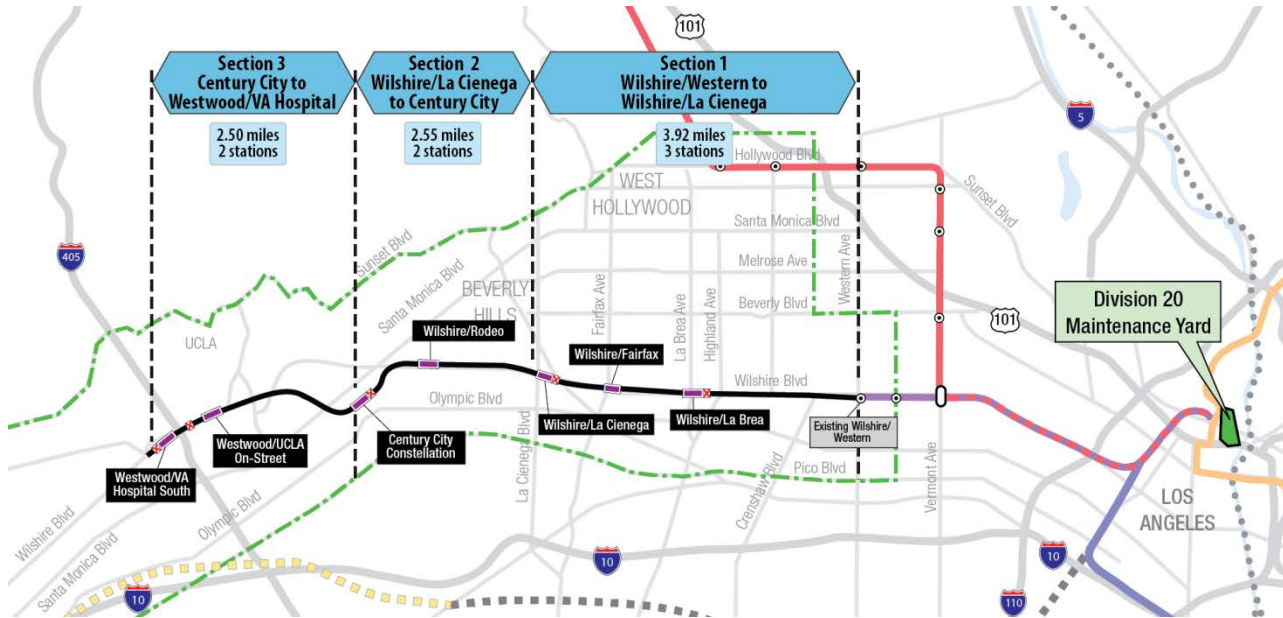 Section 3
Century City to
Westwood/VA Hospital
2.50 miles
2 stations
Section 2
Wilshire/La Cienega
to Century City
2.55 miles
2 stations
Section 1
Wilshire/Western to
Wilshire/La Cienega
3.92 miles
3 stations
101
5
Hollywood Blvd
WEST
HOLLYWOOD
Sunset Blvd
Santa Monica Blvd
405
Sunset Blvd
Santa Monica Blvd
Melrose Ave
Western Ave
BEVERLY
HILLS
Fairfax Ave
La Brea Ave
Highland Ave
Beverly Blvd
101
Division 20
Maintenance Yard
UCLA
Wilshire/Rodeo
Wilshire/Fairfax
Wilshire Blvd
Olympic Blvd
Wilshire/La Cienega
Wilshire/La Brea
Existing Wilshire/
Western
Westwood/UCLA
On-Street
Century City
Constellation
Westwood/VA
Hospital South
La Cienega Blvd
Crenshaw Blvd
Pico Blvd
Vermont Ave
LOS
ANGELES
Wilshire Blvd
Santa Monica Blvd
Olympic Blvd
10
10
10
110